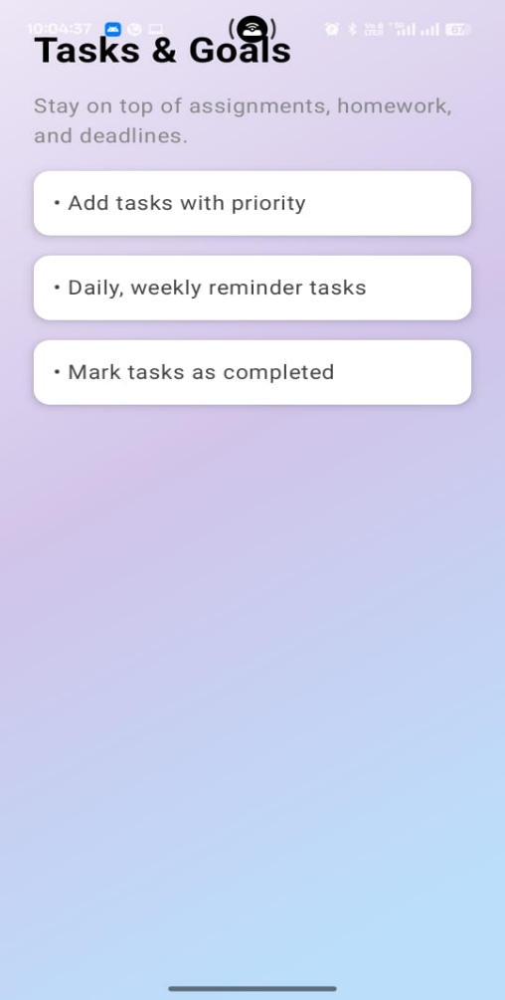 10:04:37
67
Tasks & Goals
Stay on top of assignments, homework,
and deadlines.
• Add tasks with priority
• Daily, weekly reminder tasks
• Mark tasks as completed